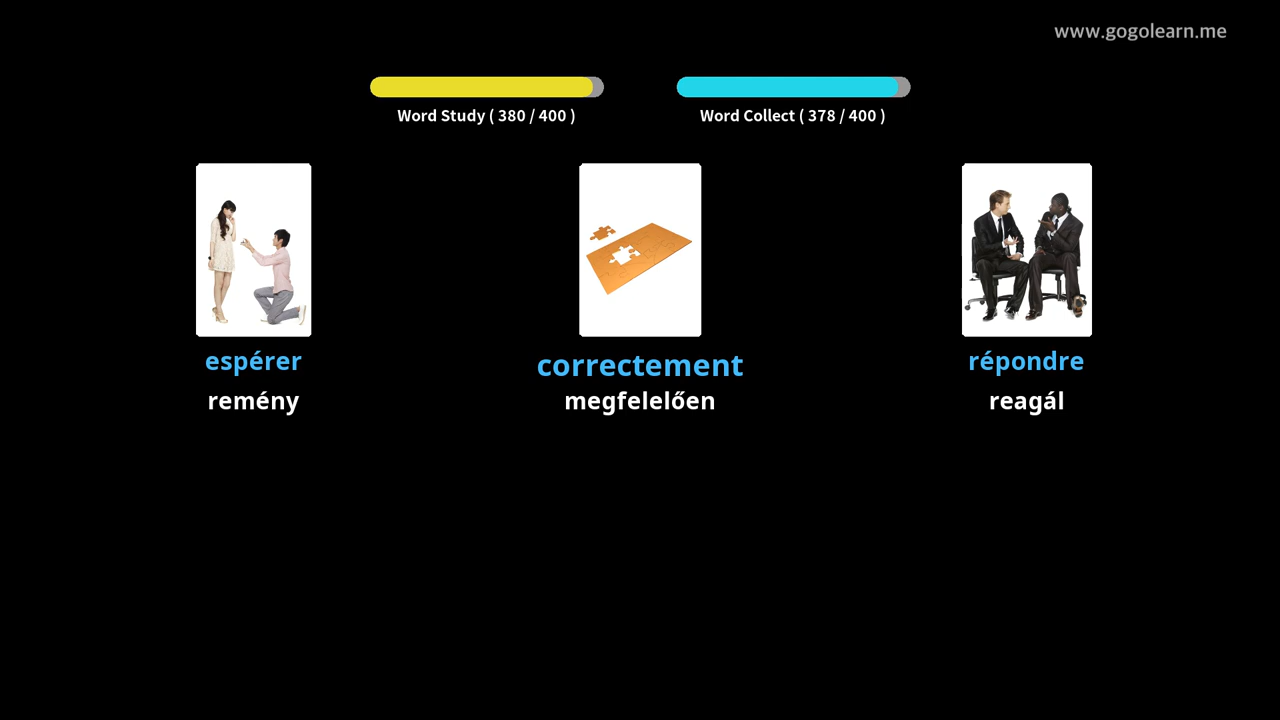 www.gogolearn.me
Word Study ( 380 / 400 )
Word Collect ( 378 / 400 )
espérer
remény
correctement
megfelelően
répondre
reagál